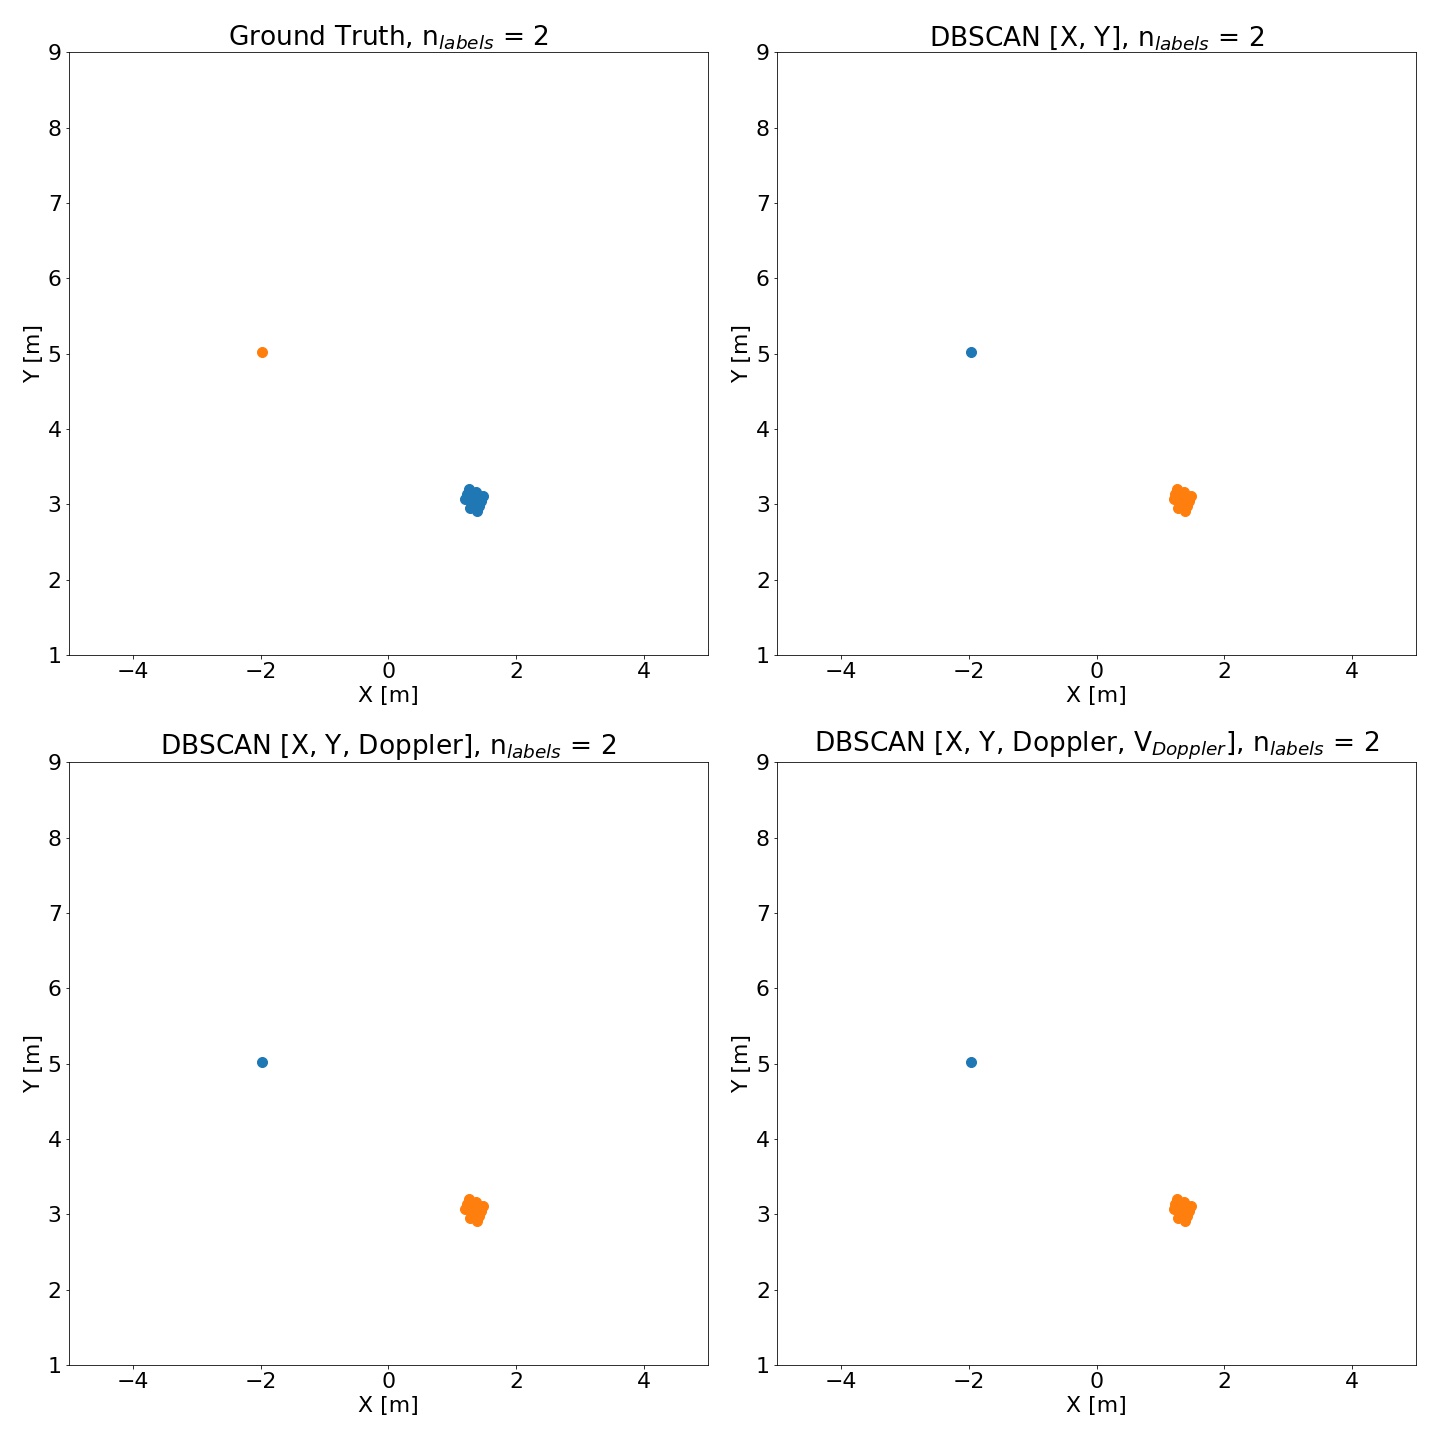 Ground Truth, n_labels = 2
9
8
7
6
5
4
3
2
1
Y [m]
−4 −2 0 2 4
X [m]
DBSCAN [X, Y], n_labels = 2
9
8
7
6
5
4
3
2
1
Y [m]
−4 −2 0 2 4
X [m]
DBSCAN [X, Y, Doppler], n_labels = 2
9
8
7
6
5
4
3
2
1
Y [m]
−4 −2 0 2 4
X [m]
DBSCAN [X, Y, Doppler, V_Doppler], n_labels = 2
9
8
7
6
5
4
3
2
1
Y [m]
−4 −2 0 2 4
X [m]